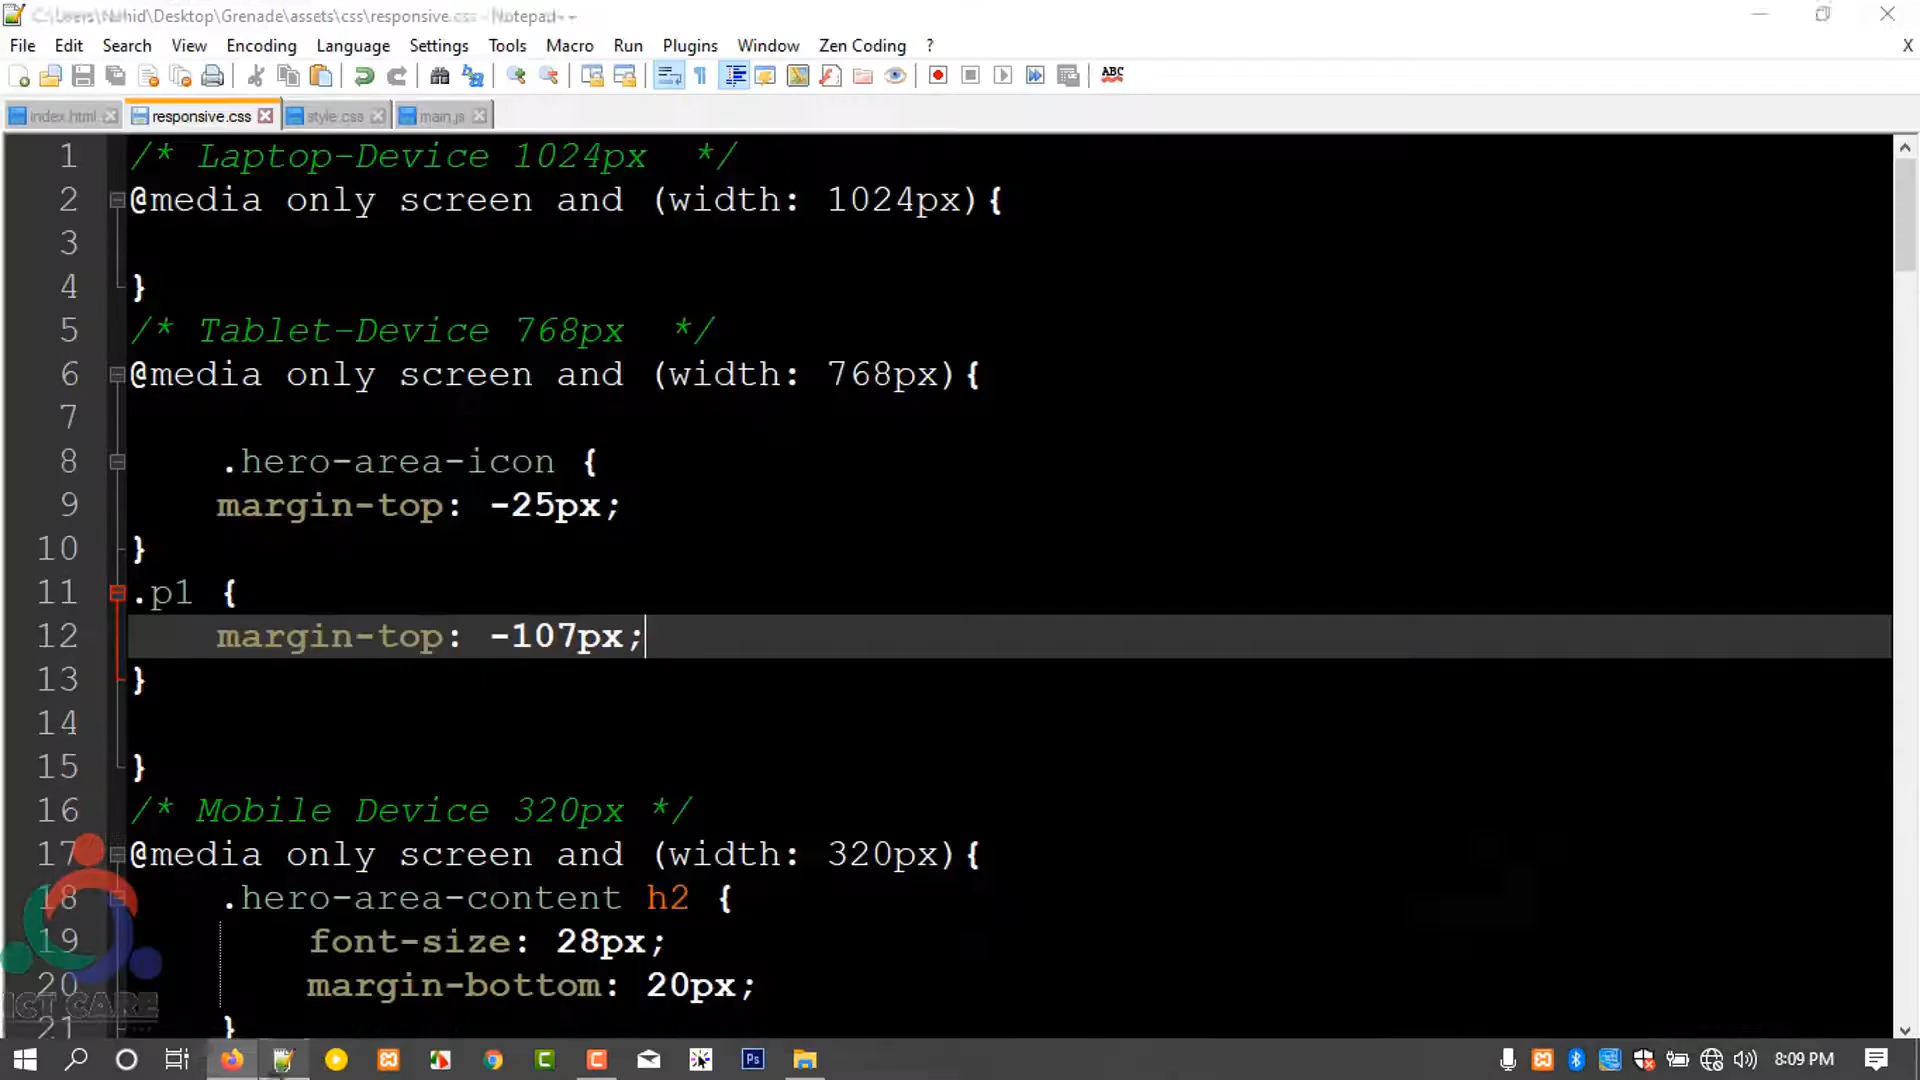 C:\Users\Nahid\Desktop\Grenade\assets\css\responsive.css - Notepad++
File Edit Search View Encoding Language Settings Tools Macro Run Plugins Window Zen Coding ? X
ABC
index.html responsive.css style.css main.js
1 /* Laptop-Device 1024px */
2 @media only screen and (width: 1024px){
3
4 }
5 /* Tablet-Device 768px */
6 @media only screen and (width: 768px){
7
8 .hero-area-icon {
9 margin-top: -25px;
10 }
11 .p1 {
12 margin-top: -107px;
13 }
14
15 }
16 /* Mobile Device 320px */
17 @media only screen and (width: 320px){
18 .hero-area-content h2 {
19 font-size: 28px;
20 margin-bottom: 20px;
21 }
ICT CARE
Ps
8:09 PM